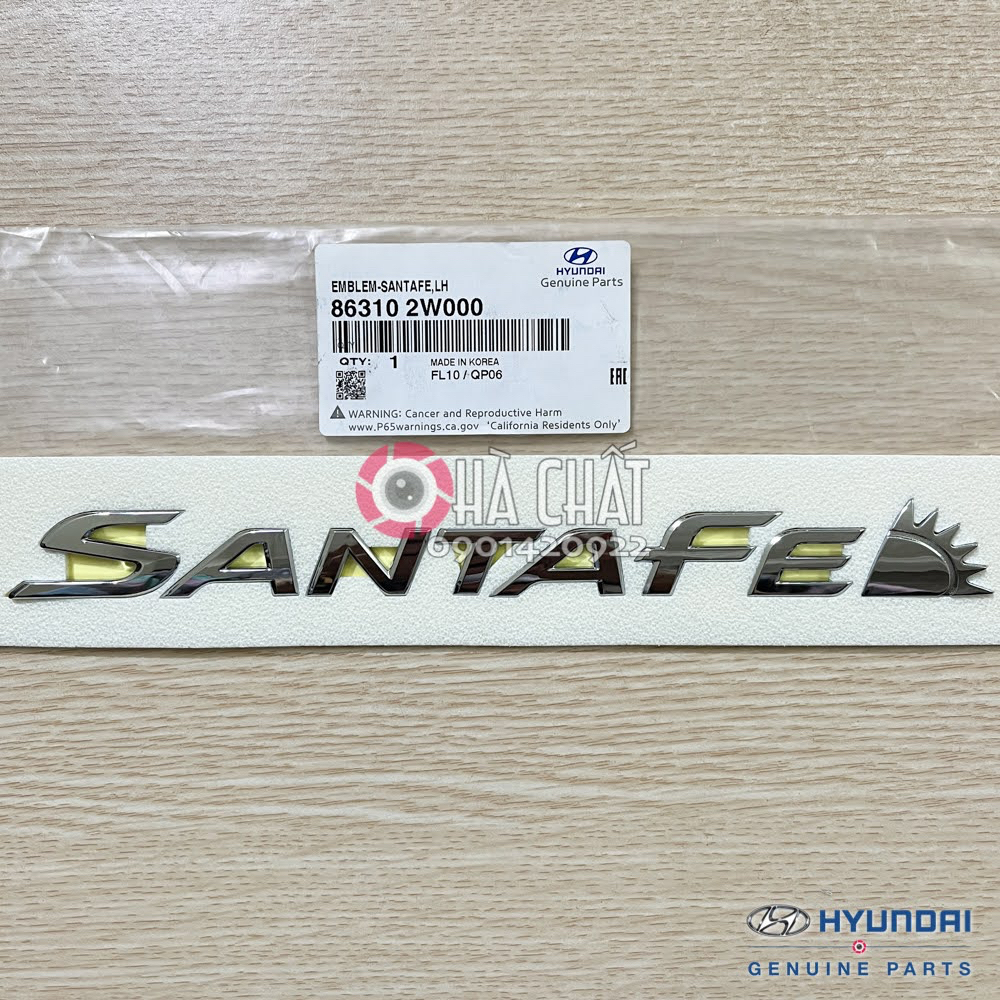 HYUNDAI
Genuine Parts
EMBLEM-SANTAFE,LH
86310 2W000
QTY
QTY: 1
MADE IN KOREA
FL10 / QP06
EAC
WARNING: Cancer and Reproductive Harm
www.P65warnings.ca.gov 'California Residents Only'
HÀ CHẤT
0901420922
SANTAFE
HYUNDAI
GENUINE PARTS